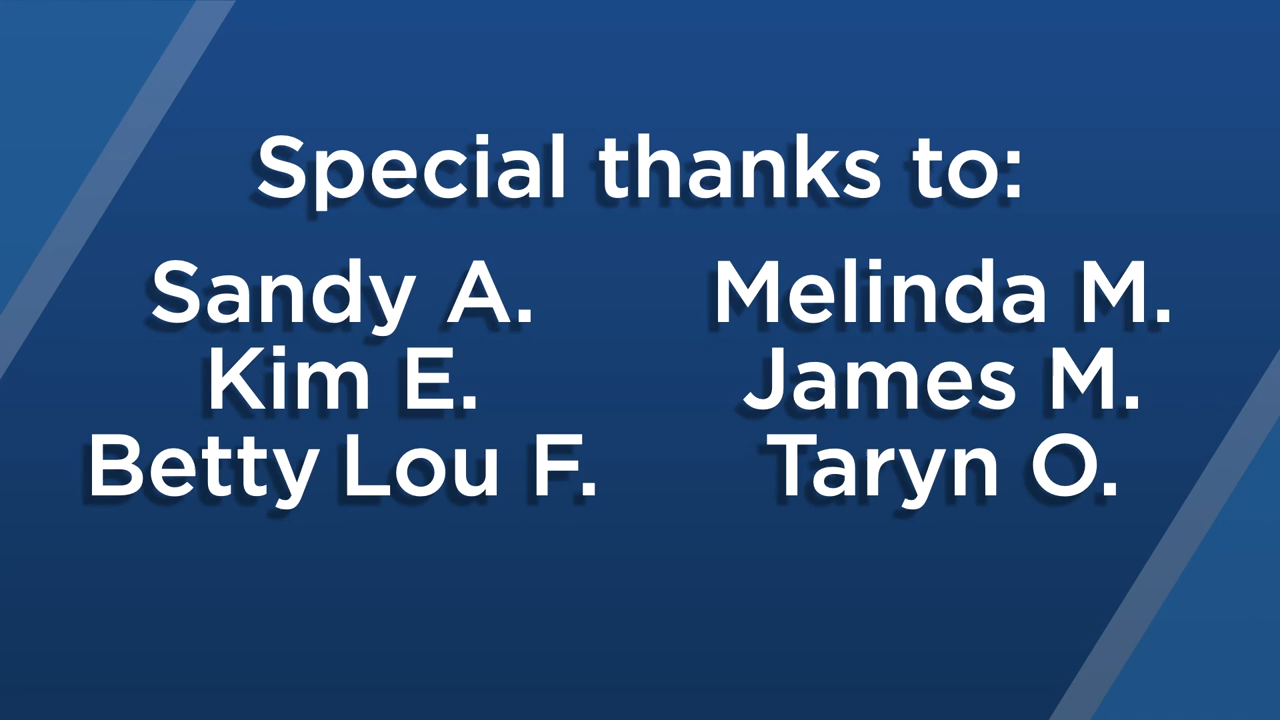 Special thanks to:
Sandy A.
Kim E.
Betty Lou F.
Melinda M.
James M.
Taryn O.